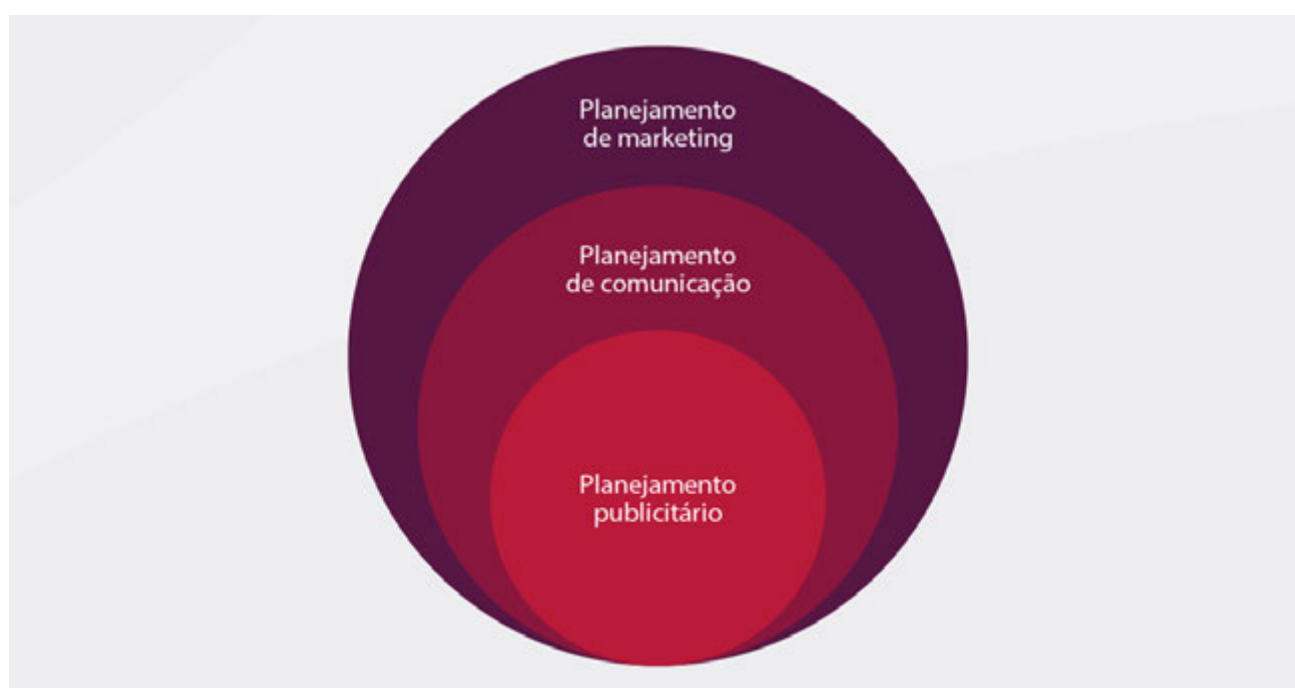 Planejamento
de marketing
Planejamento
de comunicação
Planejamento
publicitário